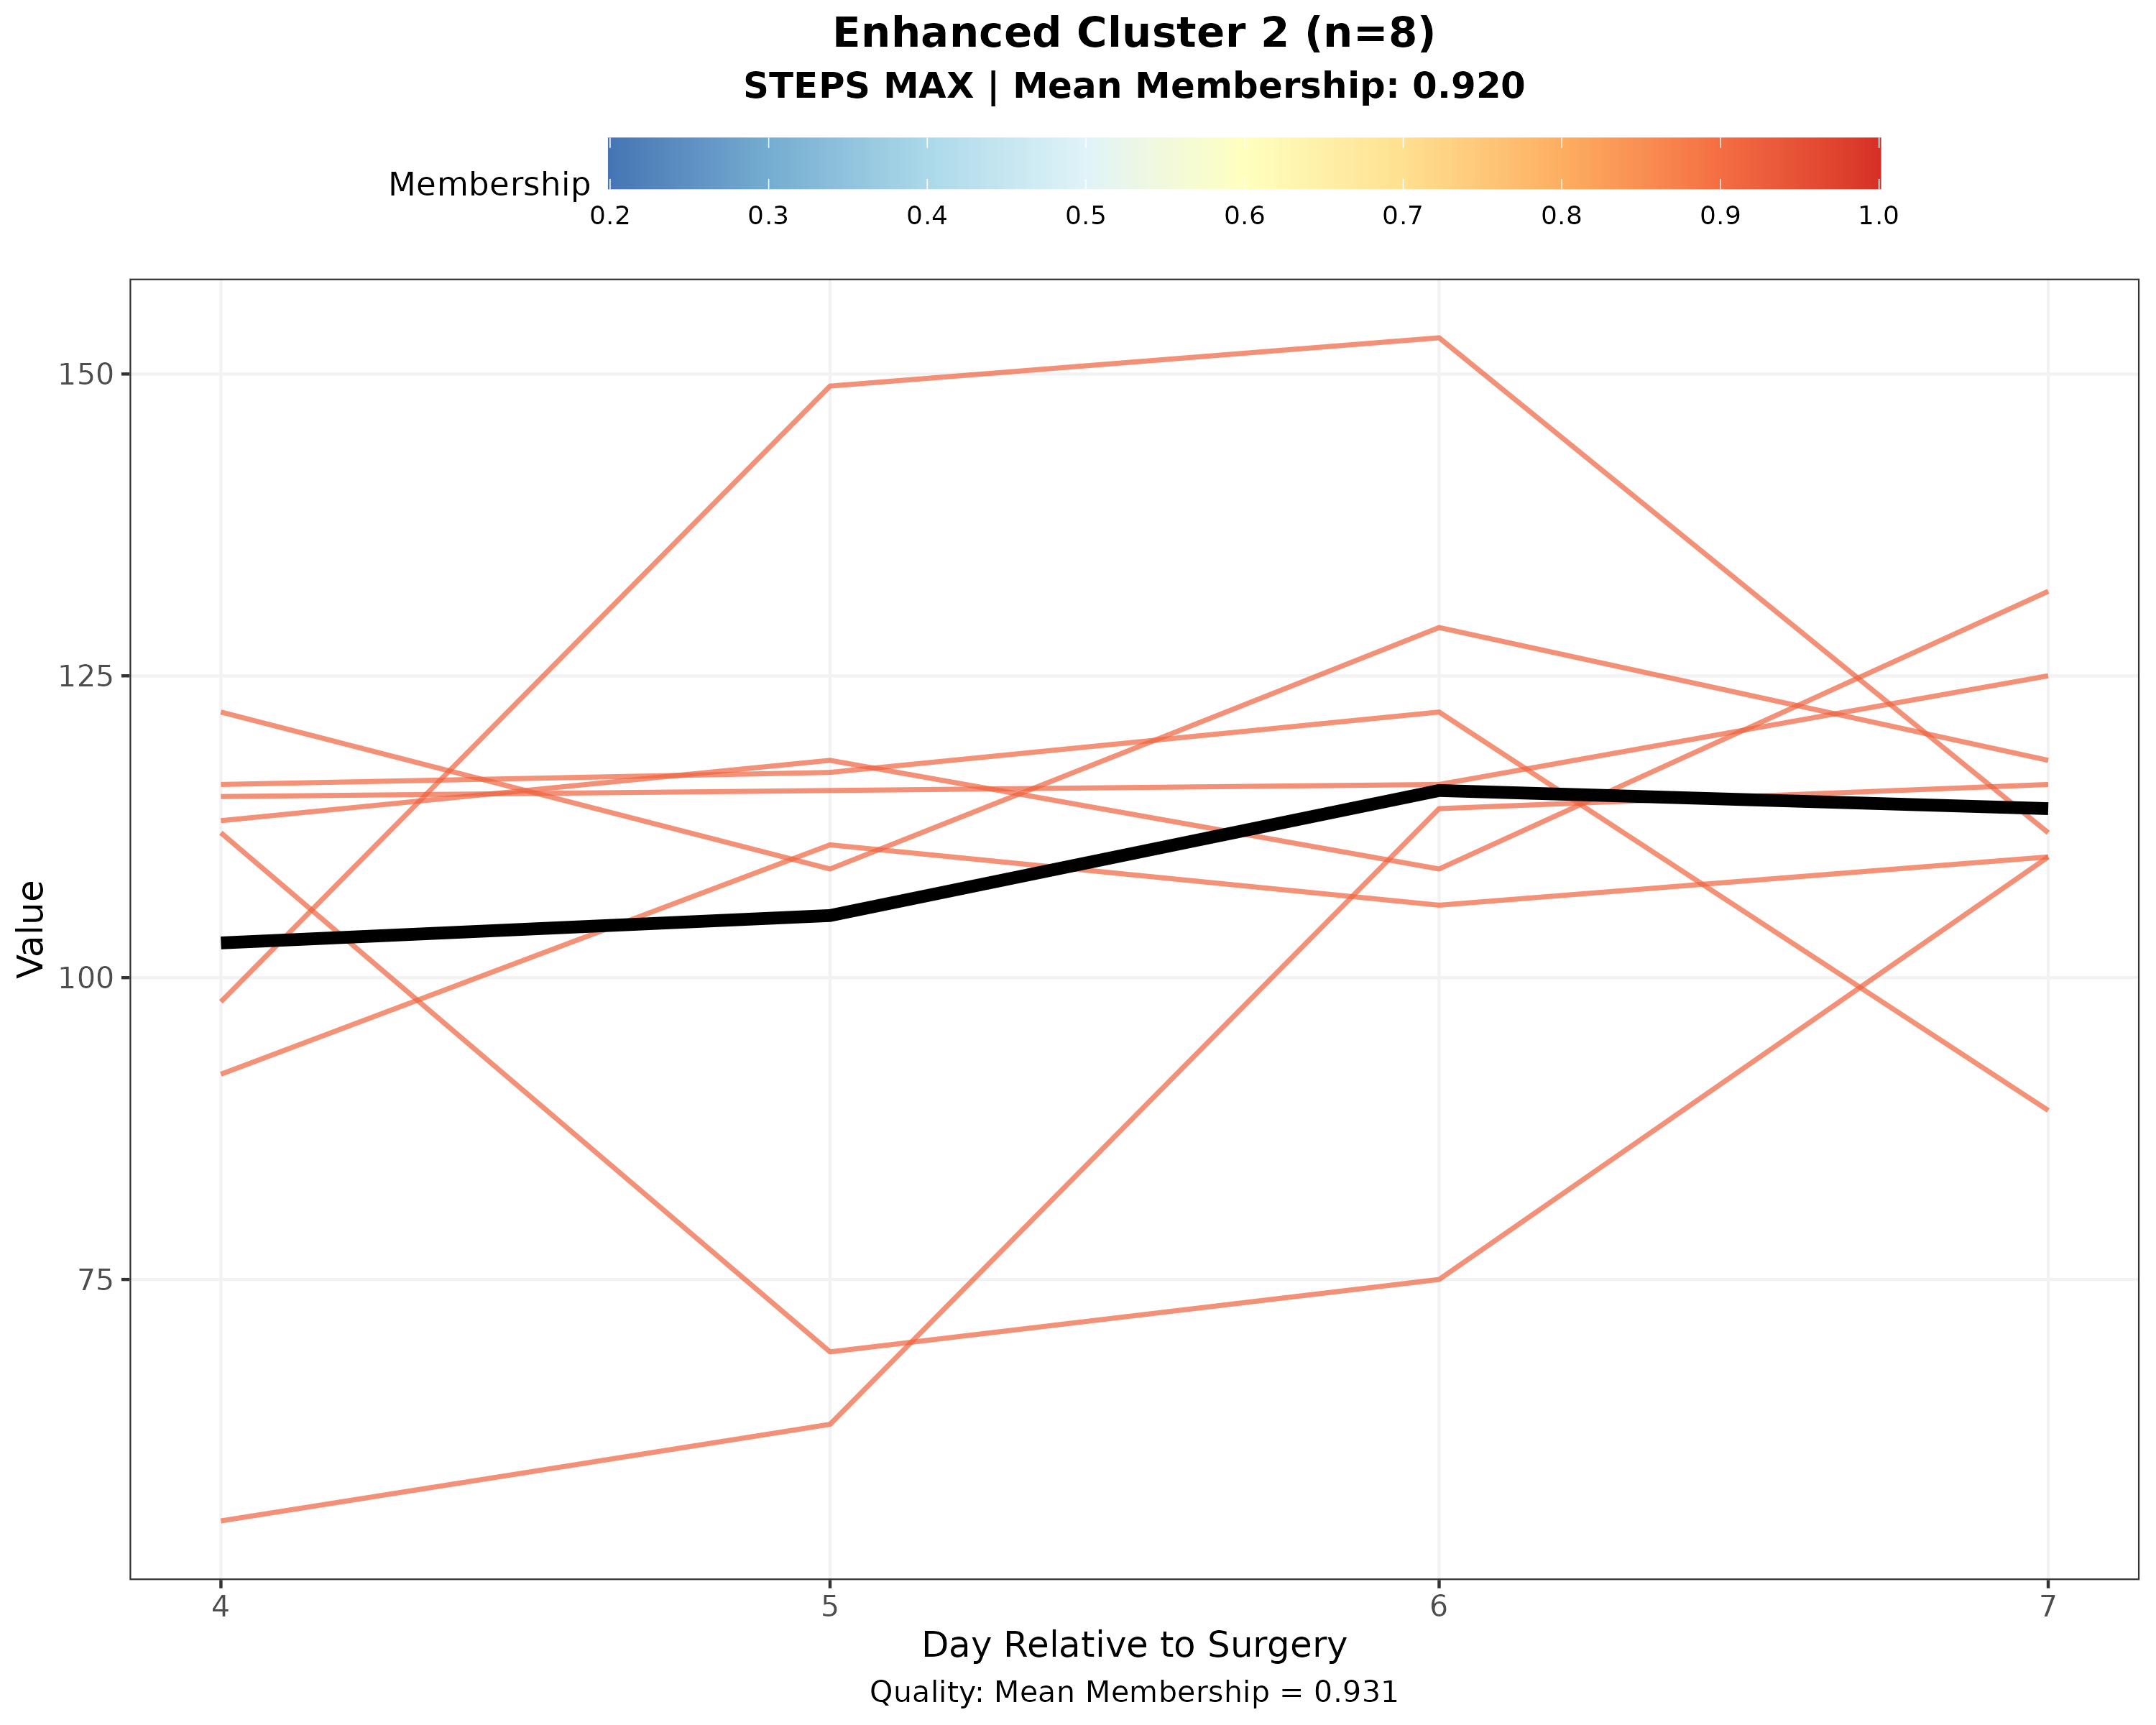 Enhanced Cluster 2 (n=8)
STEPS MAX | Mean Membership: 0.920
Membership
0.2 0.3 0.4 0.5 0.6 0.7 0.8 0.9 1.0
150
125
100
75
Value
4 5 6 7
Day Relative to Surgery
Quality: Mean Membership = 0.931